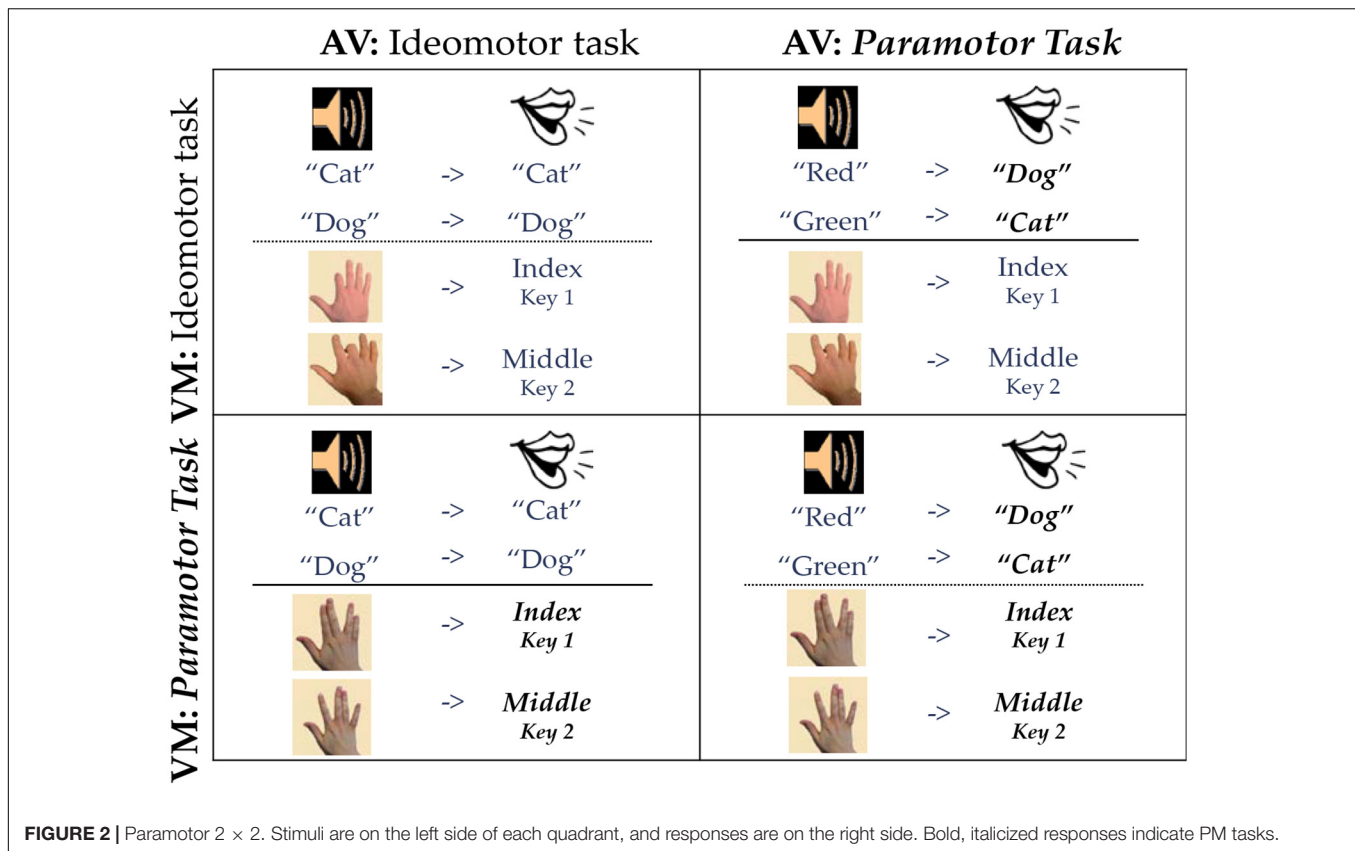 AV: Ideomotor task
AV: Paramotor Task
VM: Ideomotor task
“Cat” -> “Cat”
“Dog” -> “Dog”
-> Index
Key 1
-> Middle
Key 2
“Red” -> “Dog”
“Green” -> “Cat”
-> Index
Key 1
-> Middle
Key 2
VM: Paramotor Task
“Cat” -> “Cat”
“Dog” -> “Dog”
-> Index
Key 1
-> Middle
Key 2
“Red” -> “Dog”
“Green” -> “Cat”
-> Index
Key 1
-> Middle
Key 2
FIGURE 2 | Paramotor 2 × 2. Stimuli are on the left side of each quadrant, and responses are on the right side. Bold, italicized responses indicate PM tasks.